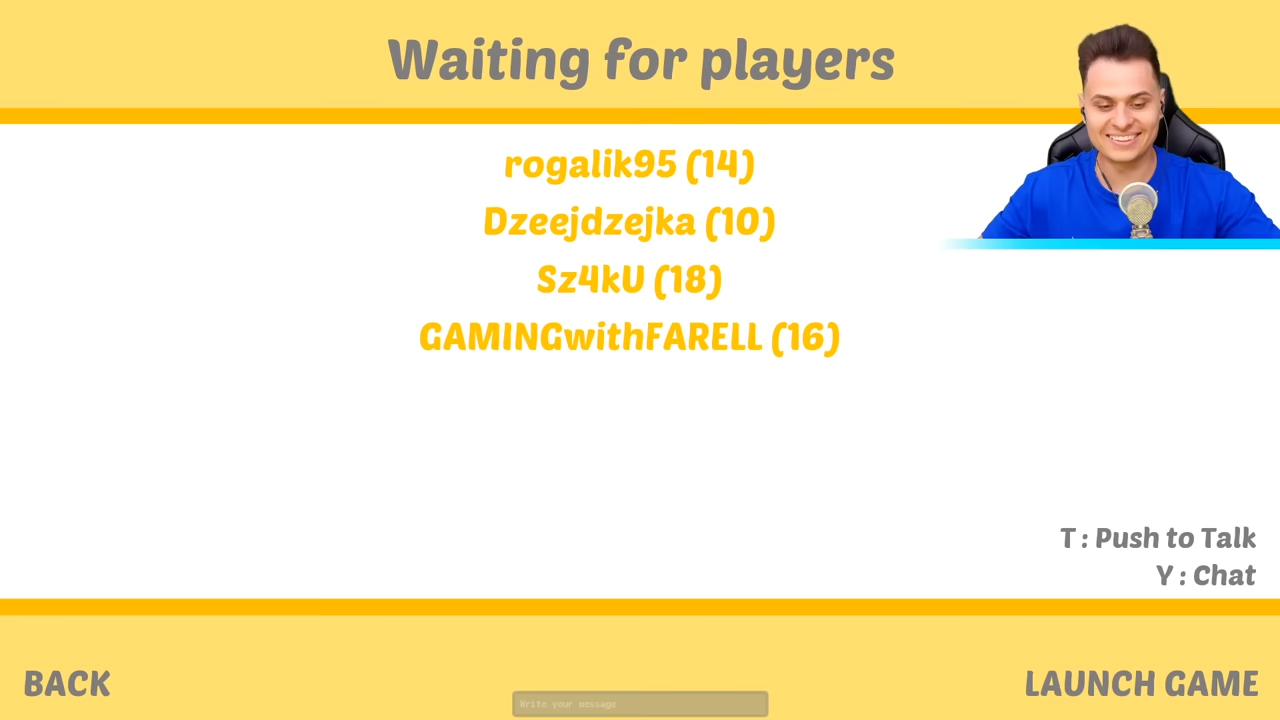 Waiting for players
rogalik95 (14)
Dzeejdzejka (10)
Sz4kU (18)
GAMINGwithFARELL (16)
T : Push to Talk
Y : Chat
BACK
LAUNCH GAME
Write your message